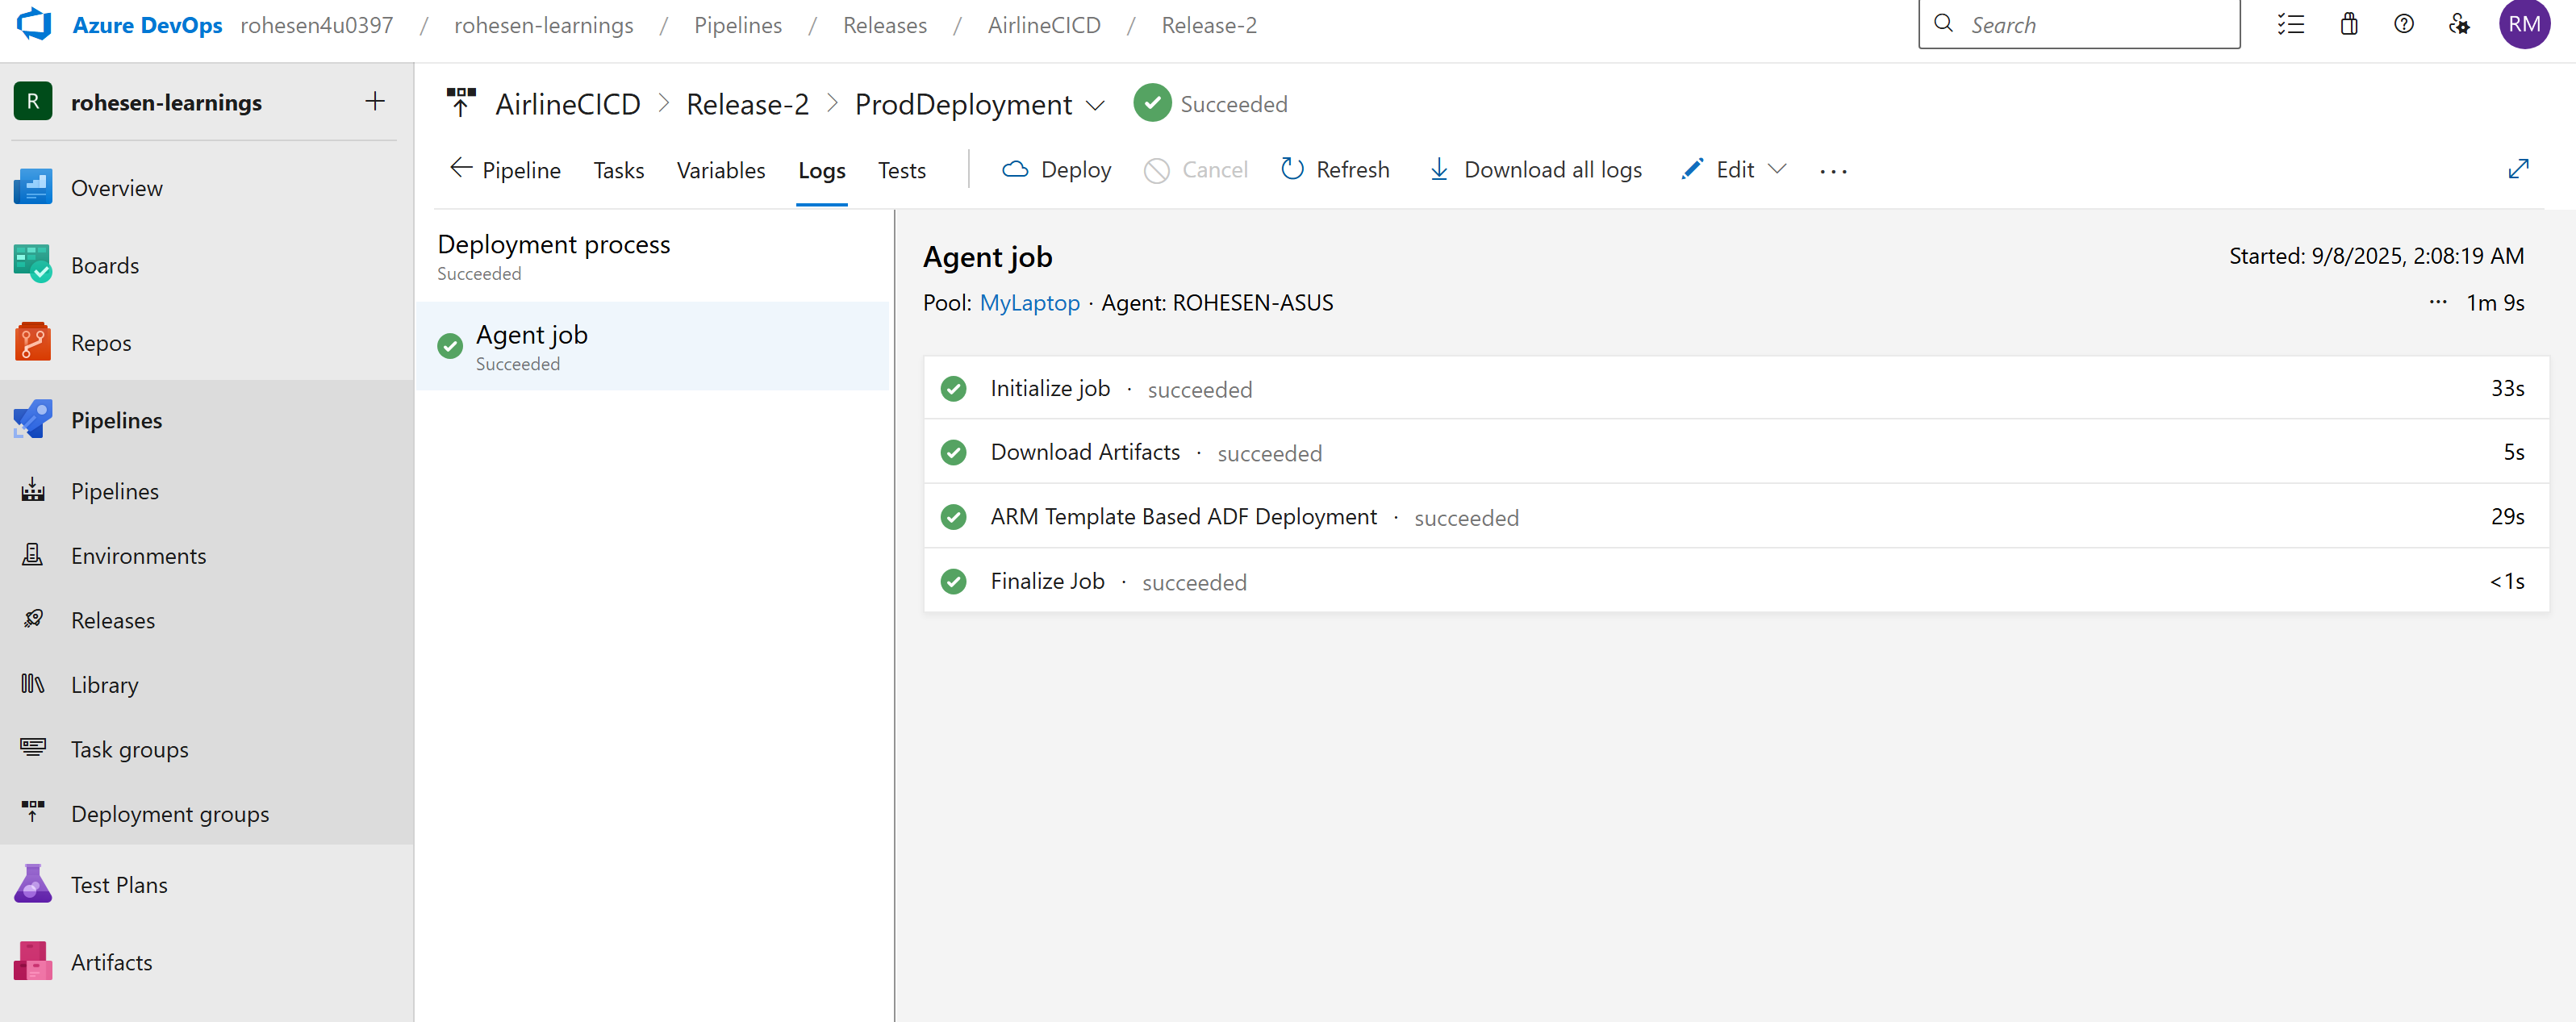 Azure DevOps rohesen4u0397 / rohesen-learnings / Pipelines / Releases / AirlineCICD / Release-2
Search
RM
R rohesen-learnings
Overview
Boards
Repos
Pipelines
Pipelines
Environments
Releases
Library
Task groups
Deployment groups
Test Plans
Artifacts
AirlineCICD > Release-2 > ProdDeployment Succeeded
Pipeline Tasks Variables Logs Tests Deploy Cancel Refresh Download all logs Edit ...
Deployment process
Succeeded
Agent job
Succeeded
Agent job Started: 9/8/2025, 2:08:19 AM
Pool: MyLaptop · Agent: ROHESEN-ASUS ... 1m 9s
Initialize job · succeeded 33s
Download Artifacts · succeeded 5s
ARM Template Based ADF Deployment · succeeded 29s
Finalize Job · succeeded <1s